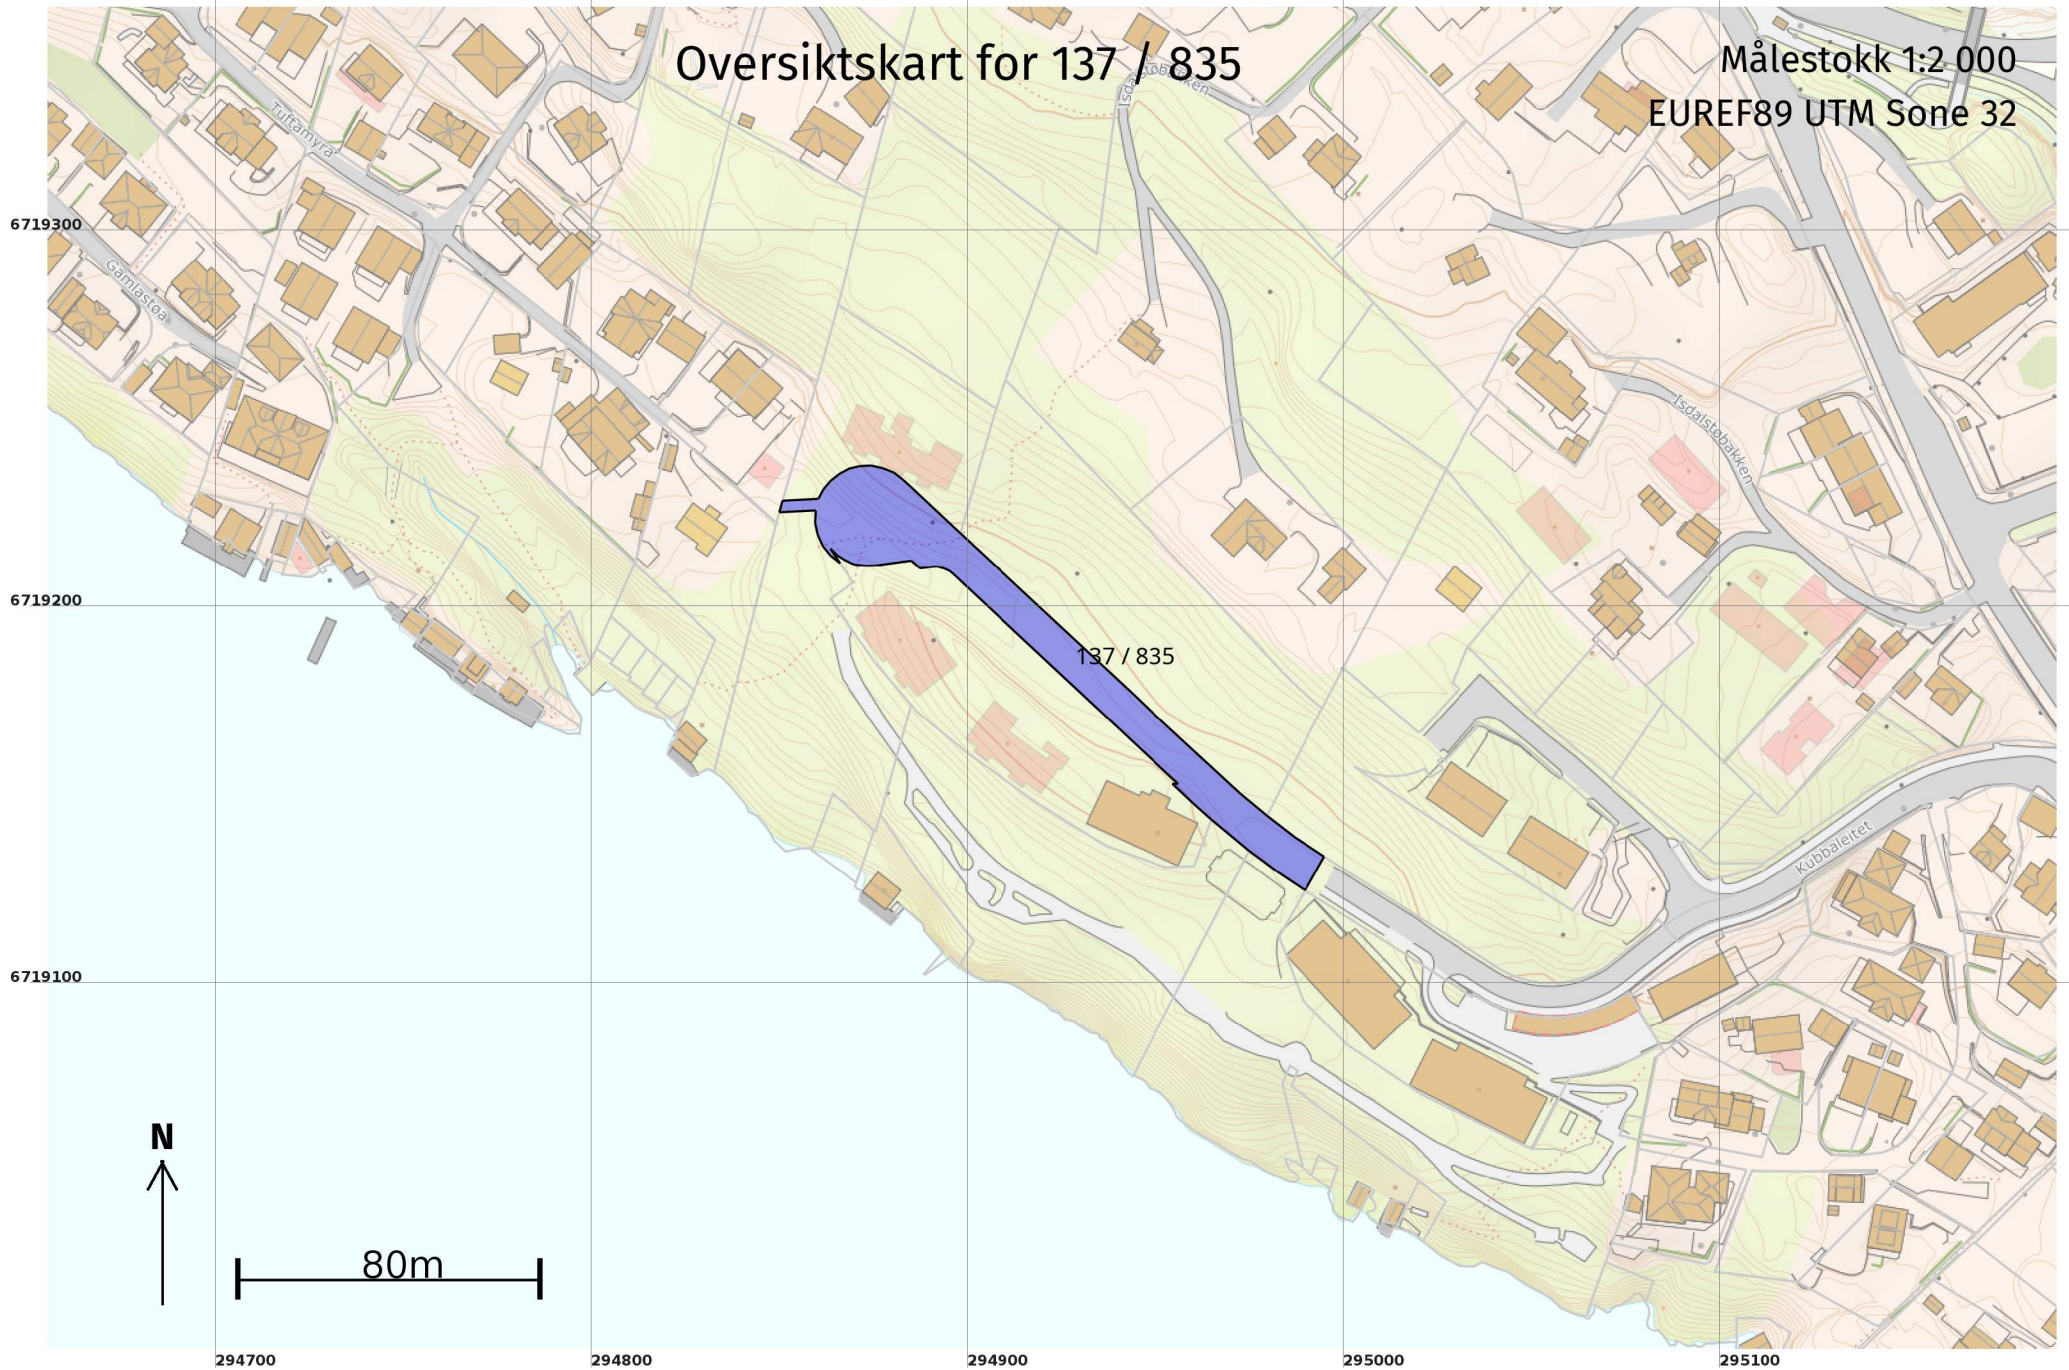 Oversiktskart for 137 / 835
Målestokk 1:2 000
EUREF89 UTM Sone 32
Isdalstøbakken
Tuftamyra
6719300
Gamlastøa
Isdalstøbakken
6719200
137 / 835
Kubbaleitet
6719100
N
80m
294700
294800
294900
295000
295100